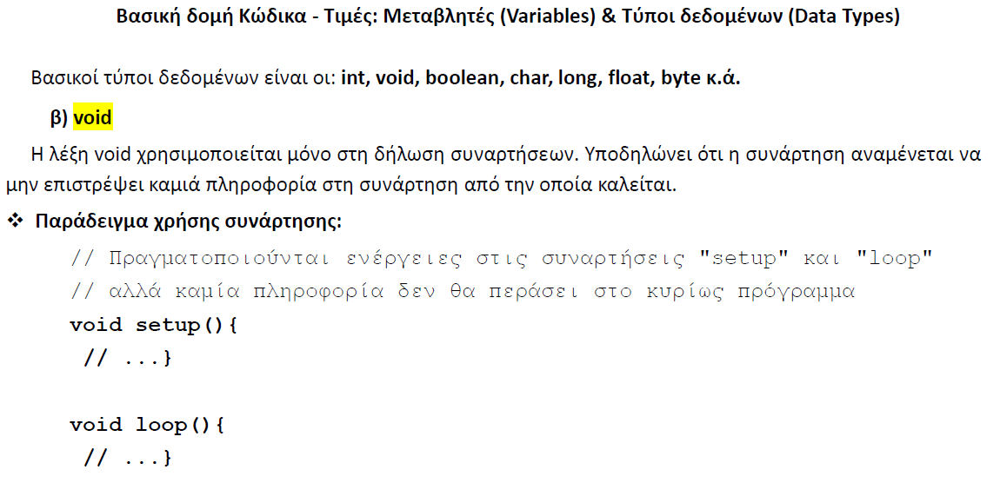 Βασική δομή Κώδικα - Τιμές: Μεταβλητές (Variables) & Τύποι δεδομένων (Data Types)
Βασικοί τύποι δεδομένων είναι οι: int, void, boolean, char, long, float, byte κ.ά.
β) void
Η λέξη void χρησιμοποιείται μόνο στη δήλωση συναρτήσεων. Υποδηλώνει ότι η συνάρτηση αναμένεται να
μην επιστρέψει καμιά πληροφορία στη συνάρτηση από την οποία καλείται.
❖ Παράδειγμα χρήσης συνάρτησης:
// Πραγματοποιούνται ενέργειες στις συναρτήσεις "setup" και "loop"
// αλλά καμία πληροφορία δεν θα περάσει στο κυρίως πρόγραμμα
void setup(){
// ...}
void loop(){
// ...}